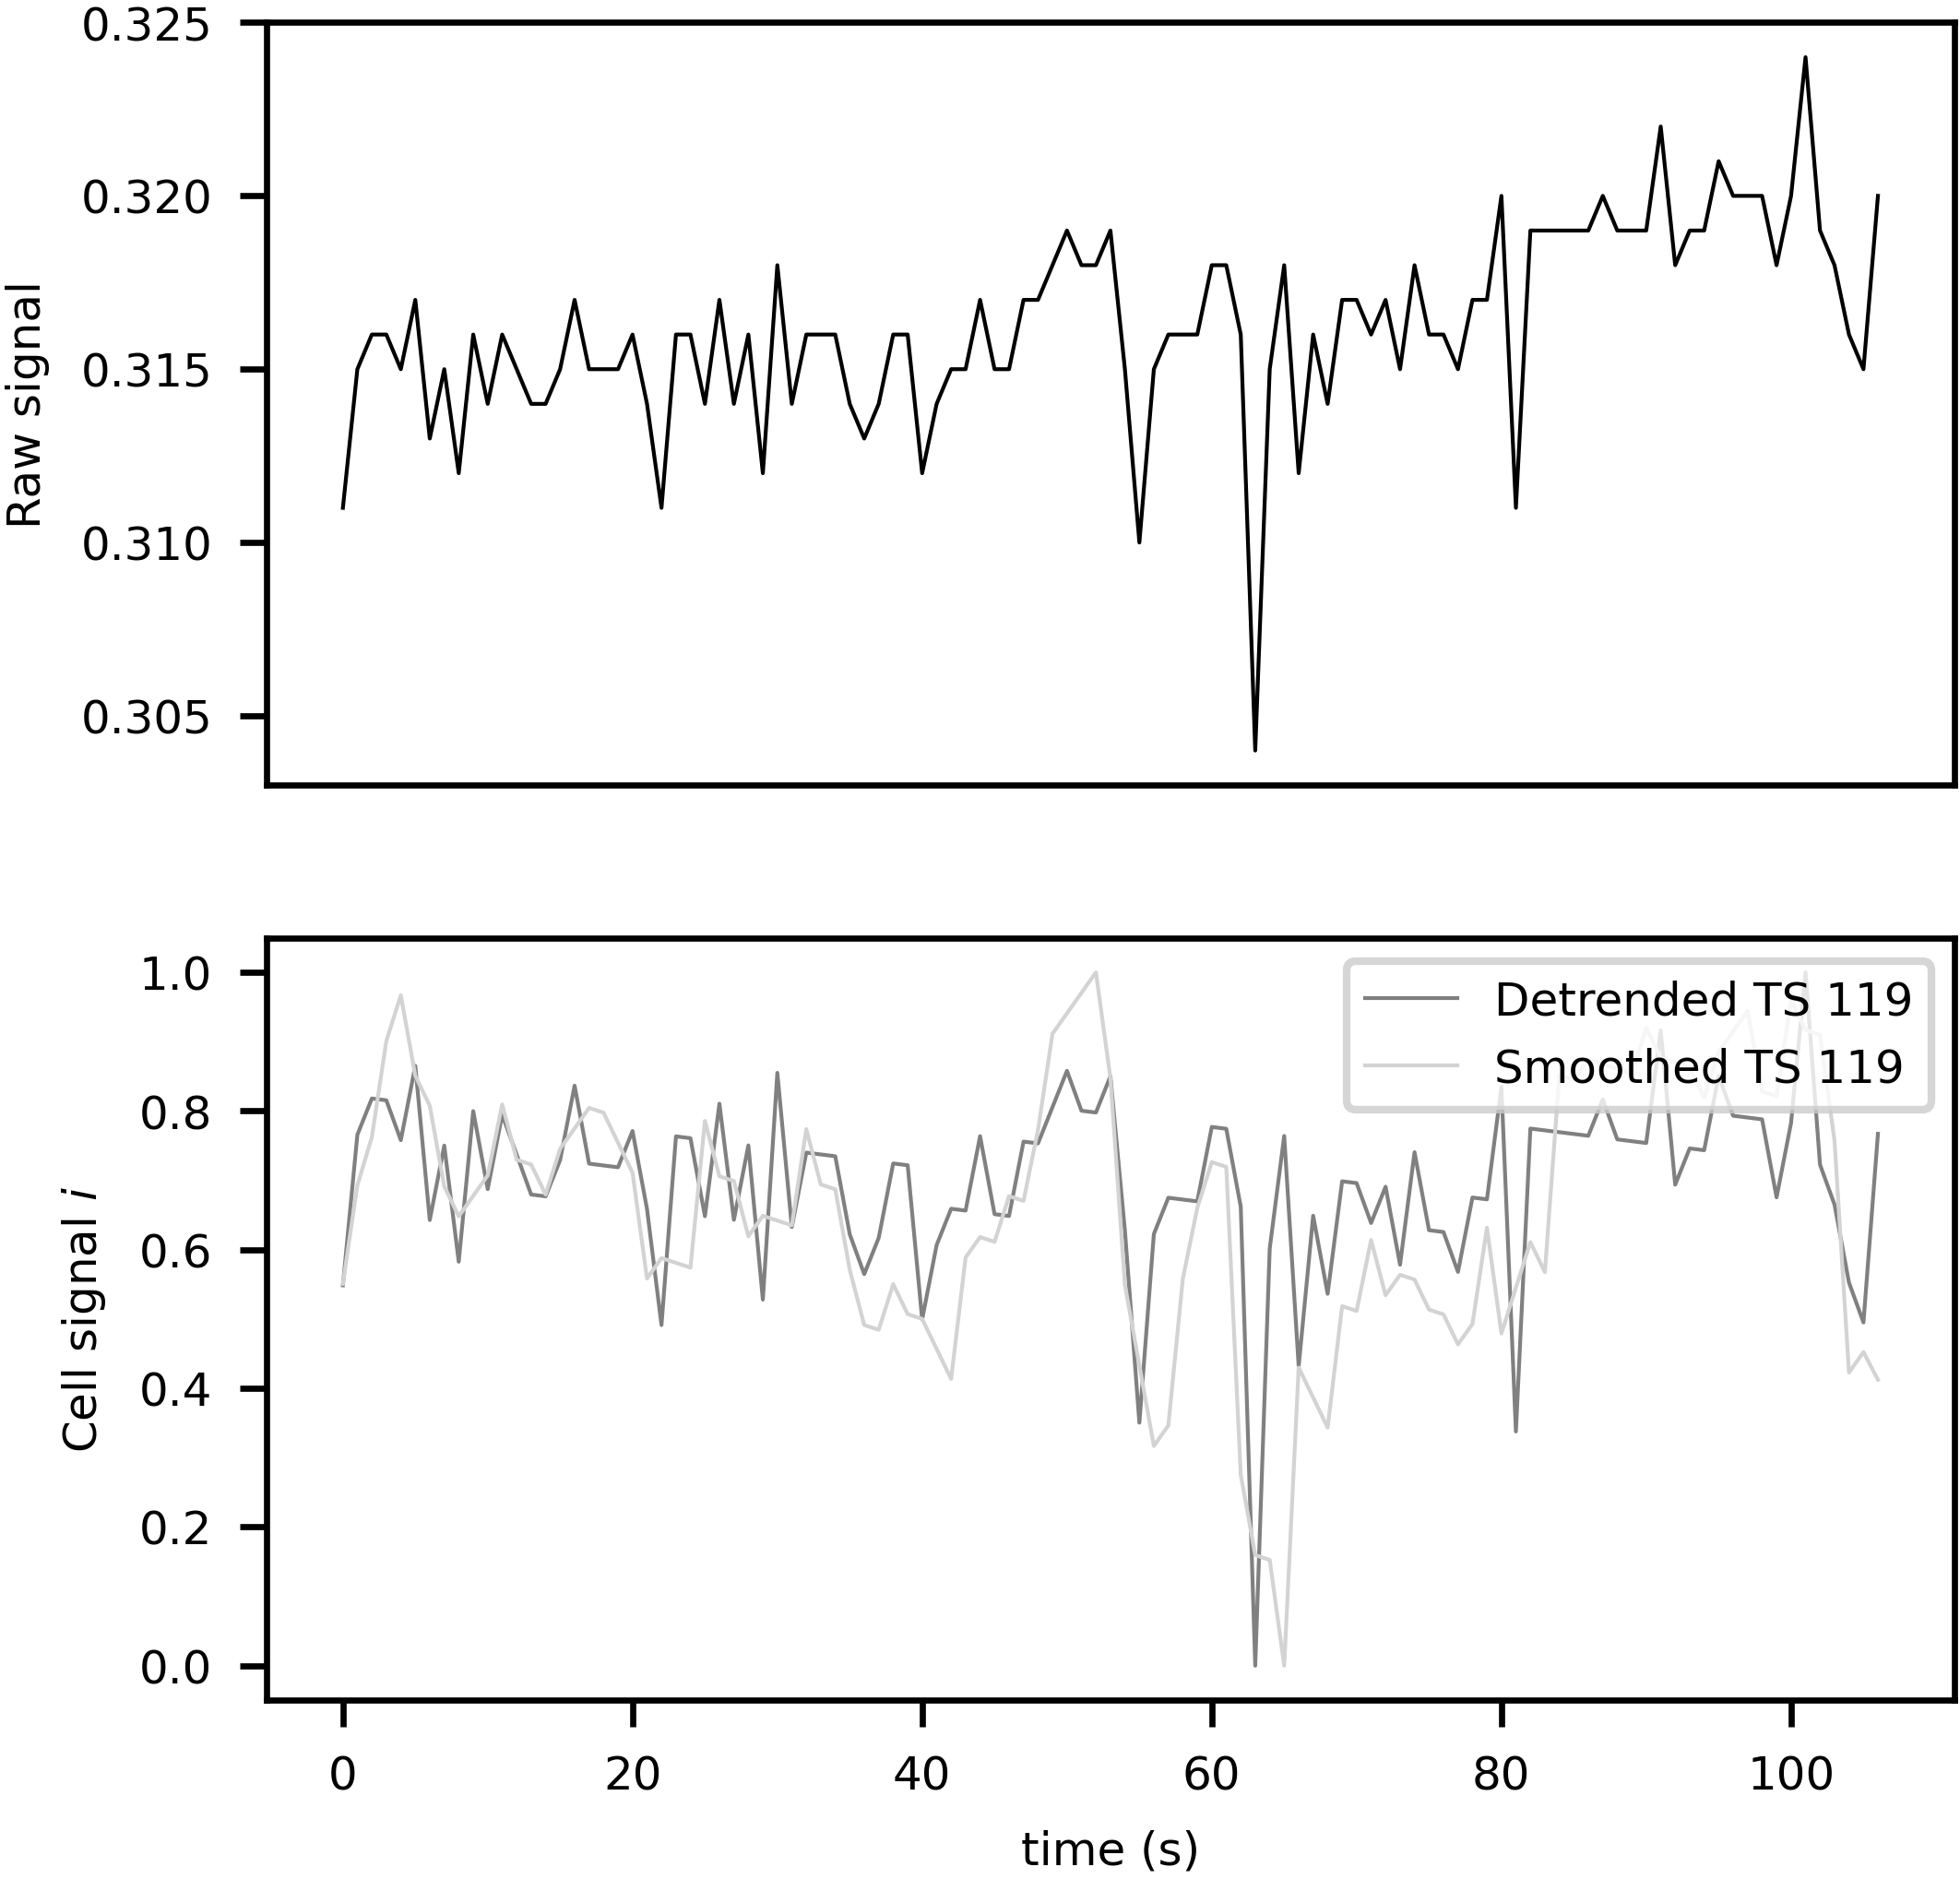 0.325
0.320
0.315
0.310
0.305
Raw signal
1.0
0.8
0.6
0.4
0.2
0.0
Cell signal i
Detrended TS 119
Smoothed TS 119
0 20 40 60 80 100
time (s)